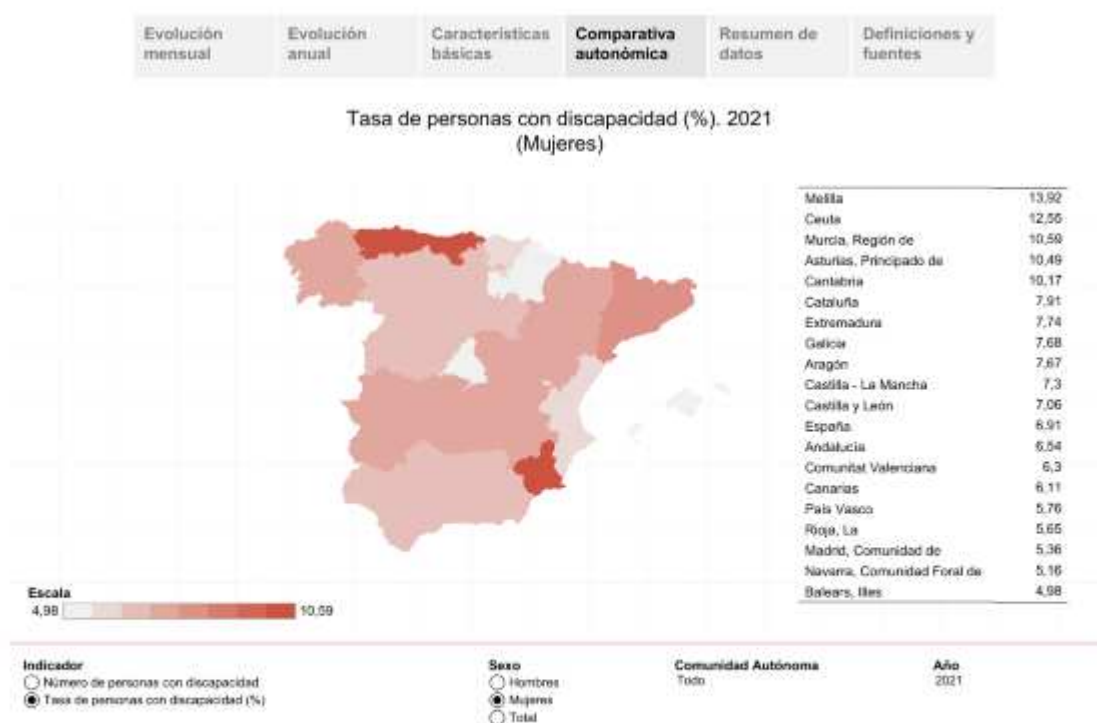 Evolución mensual
Evolución anual
Características básicas
Comparativa autonómica
Resumen de datos
Definiciones y fuentes
Tasa de personas con discapacidad (%). 2021
(Mujeres)
Melilla 13,92
Ceuta 12,55
Murcia, Región de 10,59
Asturias, Principado de 10,49
Cantabria 10,17
Cataluña 7,91
Extremadura 7,74
Galicia 7,68
Aragón 7,67
Castilla - La Mancha 7,3
Castilla y León 7,06
España 6,91
Andalucía 6,54
Comunitat Valenciana 6,3
Canarias 6,11
País Vasco 5,76
Rioja, La 5,65
Madrid, Comunidad de 5,36
Navarra, Comunidad Foral de 5,16
Balears, Illes 4,98
Escala
4,98 10,59
Indicador
Número de personas con discapacidad
Tasa de personas con discapacidad (%)
Sexo
Hombres
Mujeres
Total
Comunidad Autónoma
Todo
Año
2021